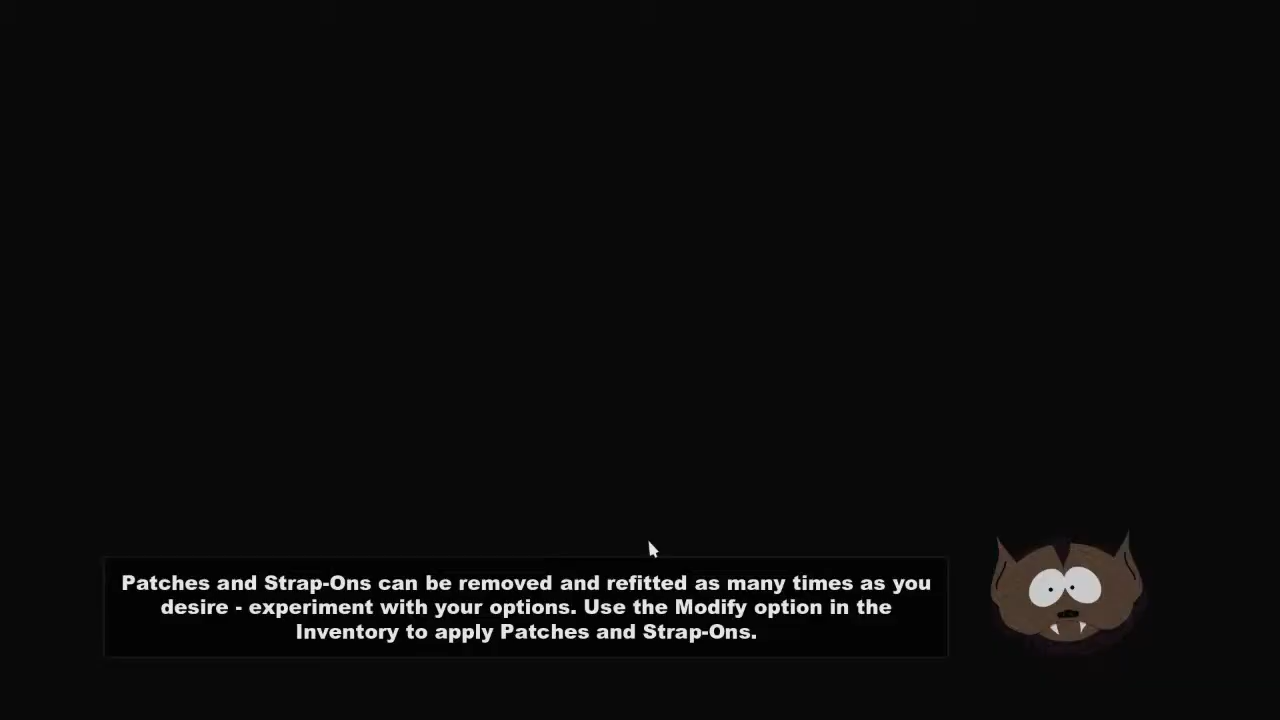 Patches and Strap-Ons can be removed and refitted as many times as you
desire - experiment with your options. Use the Modify option in the
Inventory to apply Patches and Strap-Ons.